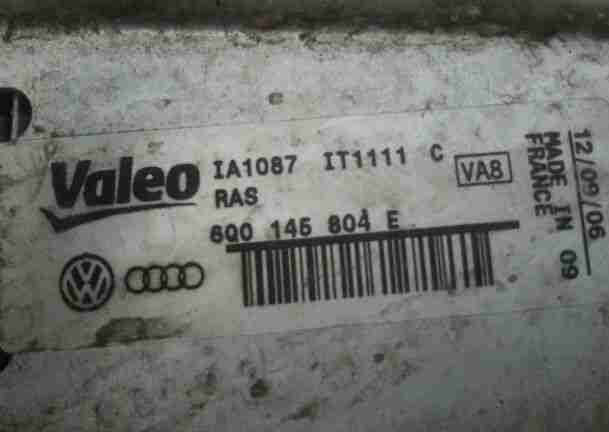 Valeo
IA1087 IT1111 C
VA8
RAS
6Q0 145 804 E
12/09/06
MADE IN 09
FRANCE